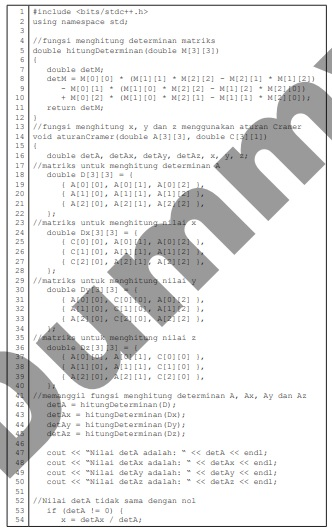 1 #include <bits/stdc++.h>
2 using namespace std;
3
4 //fungsi menghitung determinan matriks
5 double hitungDeterminan(double M[3][3])
6 {
7 double detM;
8 detM = M[0][0] * (M[1][1] * M[2][2] - M[2][1] * M[1][2])
9 - M[0][1] * (M[1][0] * M[2][2] - M[1][2] * M[2][0])
10 + M[0][2] * (M[1][0] * M[2][1] - M[1][1] * M[2][0]);
11 return detM;
12 }
13 //fungsi menghitung x, y dan z menggunakan aturan Cramer
14 void aturanCramer(double A[3][3], double C[3][1])
15 {
16 double detA, detAx, detAy, detAz, x, y, z;
17 //matriks untuk menghitung determinan A
18 double D[3][3] = {
19 { A[0][0], A[0][1], A[0][2] },
20 { A[1][0], A[1][1], A[1][2] },
21 { A[2][0], A[2][1], A[2][2] },
22 };
23 //matriks untuk menghitung nilai x
24 double Dx[3][3] = {
25 { C[0][0], A[0][1], A[0][2] },
26 { C[1][0], A[1][1], A[1][2] },
27 { C[2][0], A[2][1], A[2][2] },
28 };
29 //matriks untuk menghitung nilai y
30 double Dy[3][3] = {
31 { A[0][0], C[0][0], A[0][2] },
32 { A[1][0], C[1][0], A[1][2] },
33 { A[2][0], C[2][0], A[2][2] },
34 };
35 //matriks untuk menghitung nilai z
36 double Dz[3][3] = {
37 { A[0][0], A[0][1], C[0][0] },
38 { A[1][0], A[1][1], C[1][0] },
39 { A[2][0], A[2][1], C[2][0] },
40 };
41 //memanggil fungsi menghitung determinan A, Ax, Ay dan Az
42 detA = hitungDeterminan(D);
43 detAx = hitungDeterminan(Dx);
44 detAy = hitungDeterminan(Dy);
45 detAz = hitungDeterminan(Dz);
46
47 cout << "Nilai detA adalah: " << detA << endl;
48 cout << "Nilai detAx adalah: " << detAx << endl;
49 cout << "Nilai detAy adalah: " << detAy << endl;
50 cout << "Nilai detAz adalah: " << detAz << endl;
51
52 //Nilai detA tidak sama dengan nol
53 if (detA != 0) {
54 x = detAx / detA;
Dummy